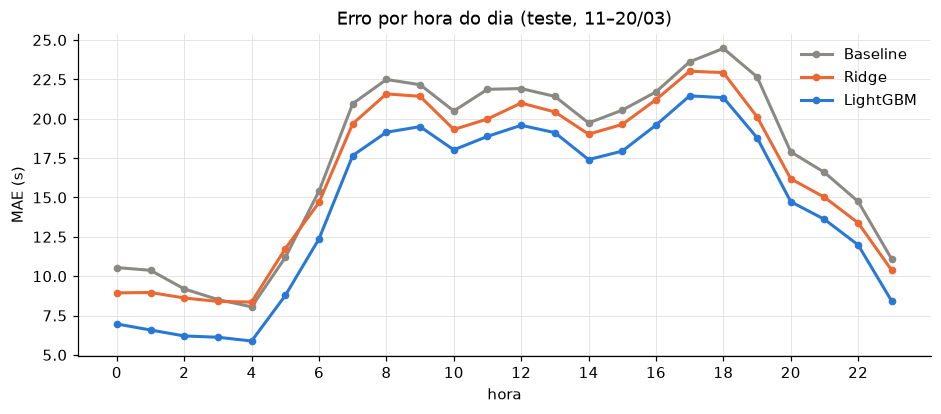 Erro por hora do dia (teste, 11–20/03)
25.0
22.5
20.0
17.5
15.0
12.5
10.0
7.5
5.0
MAE (s)
Baseline
Ridge
LightGBM
0 2 4 6 8 10 12 14 16 18 20 22
hora